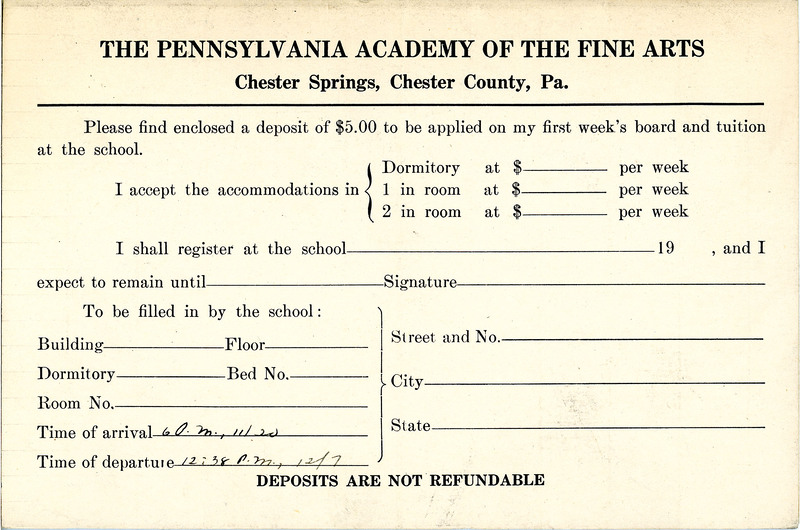 THE PENNSYLVANIA ACADEMY OF THE FINE ARTS
Chester Springs, Chester County, Pa.
Please find enclosed a deposit of $5.00 to be applied on my first week's board and tuition
at the school.
I accept the accommodations in
Dormitory at $ per week
1 in room at $ per week
2 in room at $ per week
I shall register at the school 19 , and I
expect to remain until Signature
To be filled in by the school:
Building Floor
Dormitory Bed No.
Room No.
Time of arrival 6 P.m., 11/20
Time of departure 12:38 P.M., 12/7
Street and No.
City
State
DEPOSITS ARE NOT REFUNDABLE